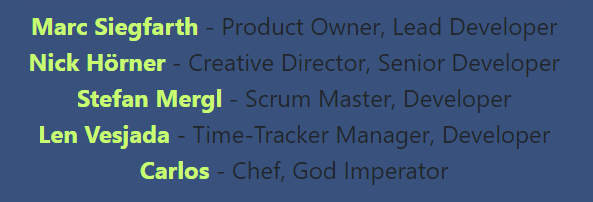 Marc Siegfarth - Product Owner, Lead Developer
Nick Hörner - Creative Director, Senior Developer
Stefan Mergl - Scrum Master, Developer
Len Vesjada - Time-Tracker Manager, Developer
Carlos - Chef, God Imperator